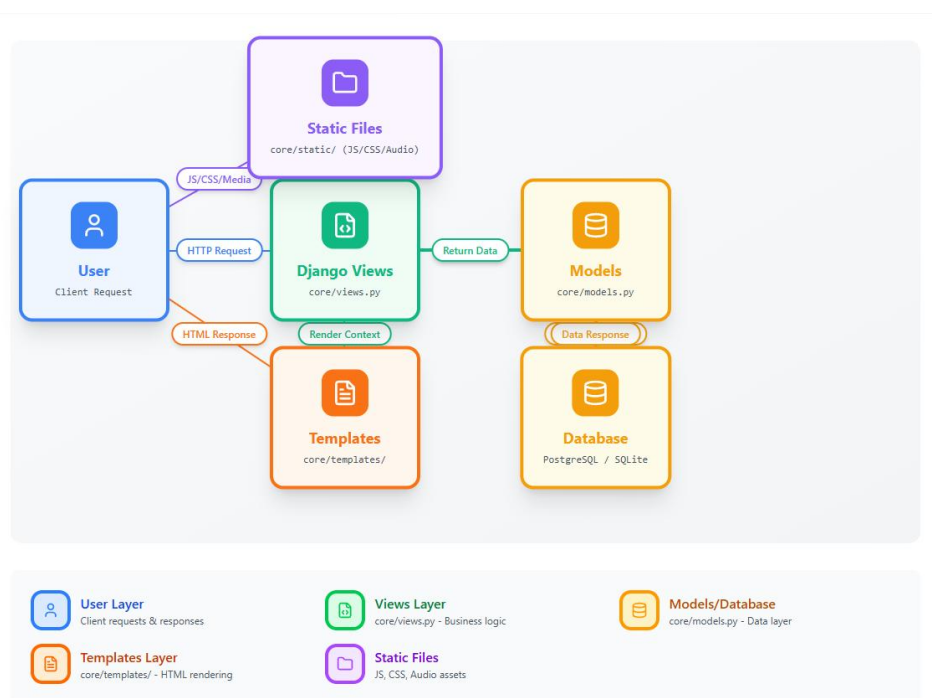 Static Files
core/static/ (JS/CSS/Audio)
JS/CSS/Media
User
Client Request
HTTP Request
Django Views
core/views.py
Return Data
Models
core/models.py
HTML Response
Render Context
Data Response
Templates
core/templates/
Database
PostgreSQL / SQLite
User Layer
Client requests & responses
Views Layer
core/views.py - Business logic
Models/Database
core/models.py - Data layer
Templates Layer
core/templates/ - HTML rendering
Static Files
JS, CSS, Audio assets